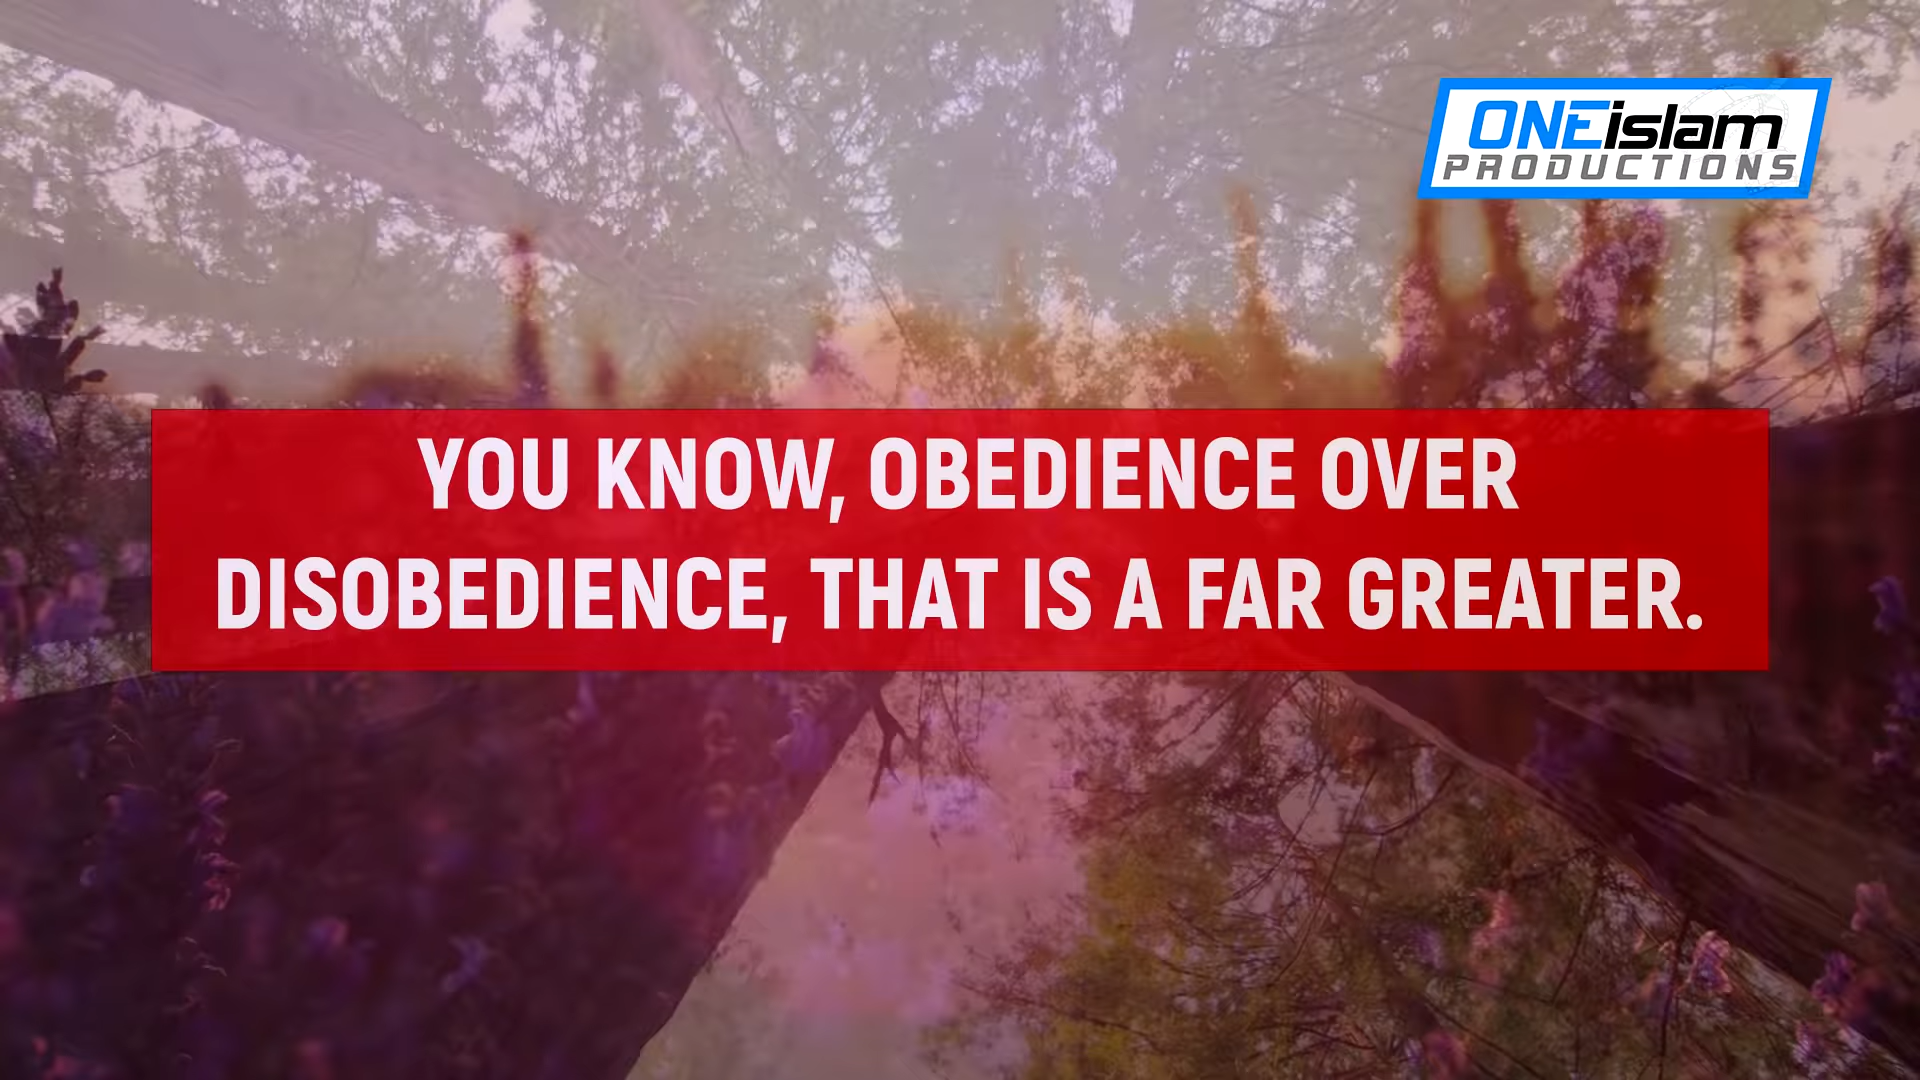 ONEislam
PRODUCTIONS
YOU KNOW, OBEDIENCE OVER
DISOBEDIENCE, THAT IS A FAR GREATER.